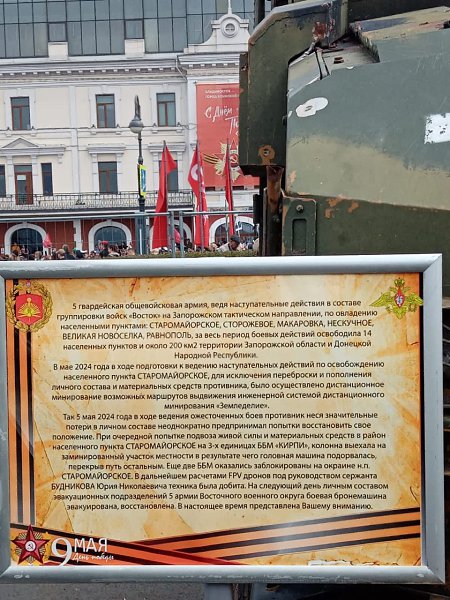 ВЛАДИВОСТОК
С Днём
5 гвардейская общевойсковая армия, ведя наступательные действия в составе
группировки войск «Восток» на Запорожском тактическом направлении, по овладению
населенными пунктами: СТАРОМАЙОРСКОЕ, СТОРОЖЕВОЕ, МАКАРОВКА, НЕСКУЧНОЕ,
ВЕЛИКАЯ НОВОСЕЛКА, РАВНОПОЛЬ, за весь период боевых действий освободила 14
населенных пунктов и около 200 км2 территории Запорожской области и Донецкой
Народной Республики.
В мае 2024 года в ходе подготовки к ведению наступательных действий по освобождению
населенного пункта СТАРОМАЙОРСКОЕ, для исключения переброски и пополнения
личного состава и материальных средств противника, было осуществлено дистанционное
минирование возможных маршрутов выдвижения инженерной системой дистанционного
минирования «Земледелие».
Так 5 мая 2024 года в ходе ведения ожесточенных боев противник неся значительные
потери в личном составе неоднократно предпринимал попытки восстановить свое
положение. При очередной попытке подвоза живой силы и материальных средств в район
населенного пункта СТАРОМАЙОРСКОЕ на 3-х единицах ББМ «КИРПИ», колонна выехала на
заминированный участок местности в результате чего головная машина подорвалась,
перекрыв путь остальным. Еще две ББМ оказались заблокированы на окраине н.п.
СТАРОМАЙОРСКОЕ. В дальнейшем расчетами FPV дронов под руководством сержанта
БУДНИКОВА Юрия Николаевича техника была добита. На следующий день личным составом
эвакуационных подразделений 5 армии Восточного военного округа боевая бронемашина
эвакуирована, восстановлена. В настоящее время представлена Вашему вниманию.
9 МАЯ
День победы